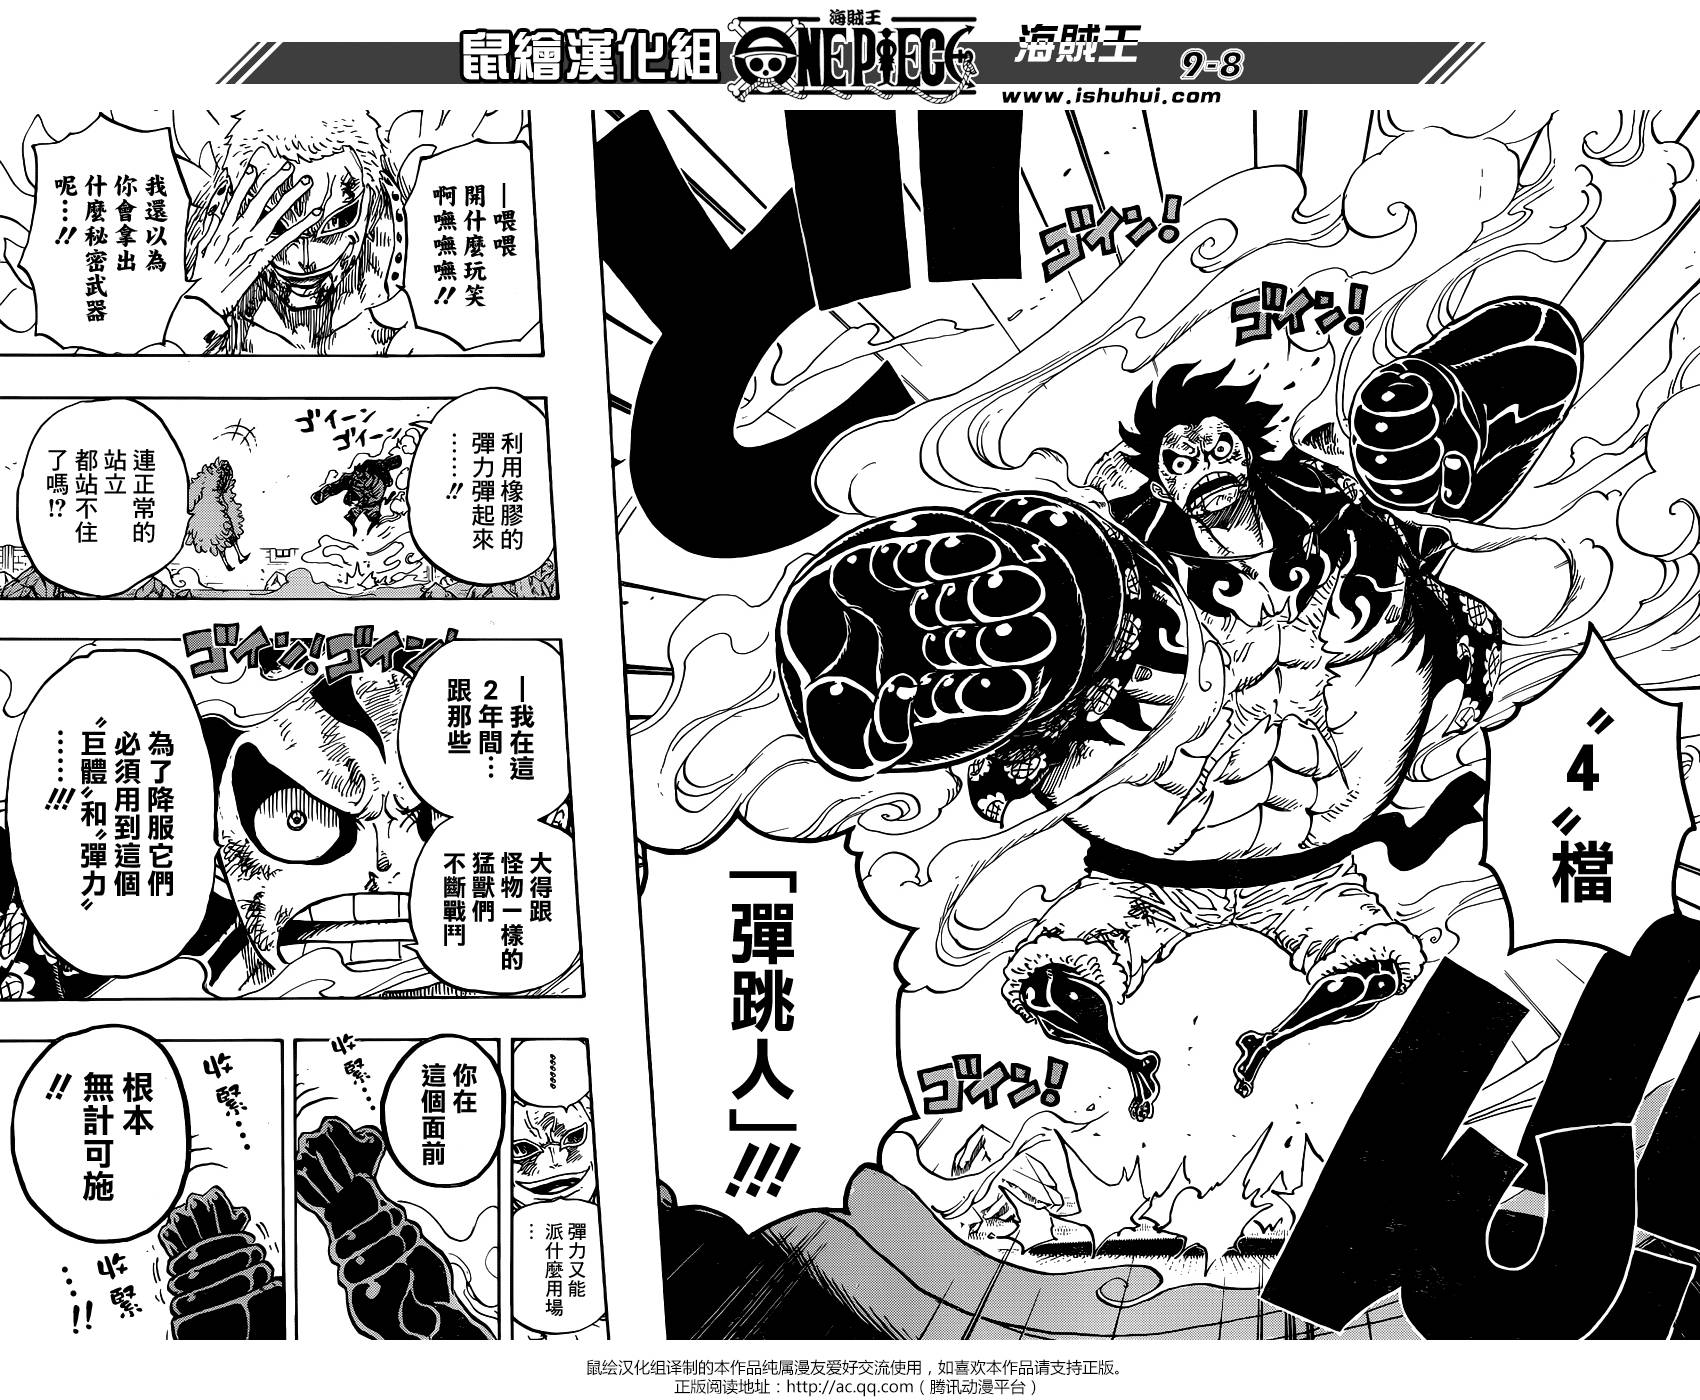 鼠繪漢化組
海賊王
ONE PIECE
海賊王
9-8
www.ishuhui.com
ゴイン!
ゴイン!
〝4〞檔
「彈跳人」!!!
ゴイン!
ドン
—喂喂
開什麼玩笑
啊嘸嘸嘸!!
我還以為
你會拿出
什麼秘密武器
呢…!!
利用橡膠的
彈力彈起來
……!!
ゴイーン
ゴイーン
連正常的
站立
都站不住
了嗎!?
ゴイン!ゴイン!
—我在這
2年間…
跟那些
大得跟
怪物一樣的
猛獸們
不斷戰鬥
為了降服它們
必須用到這個
〝巨體〞和〝彈力〞
……!!!
……
彈力又能
派什麼用場
…
你在
這個面前
收緊…
根本
無計可施
!!
收緊…
收緊
…!!
鼠绘汉化组译制的本作品纯属漫友爱好交流使用，如喜欢本作品请支持正版。
正版阅读地址：http://ac.qq.com（腾讯动漫平台）